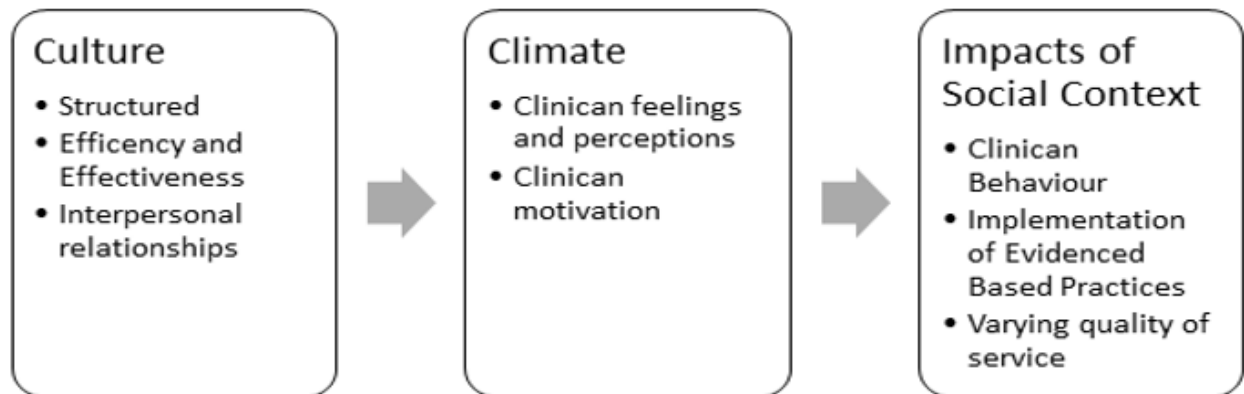 Culture
• Structured
• Efficency and
Effectiveness
• Interpersonal
relationships
Climate
• Clinican feelings
and perceptions
• Clinican
motivation
Impacts of
Social Context
• Clinican
Behaviour
• Implementation
of Evidenced
Based Practices
• Varying quality of
service